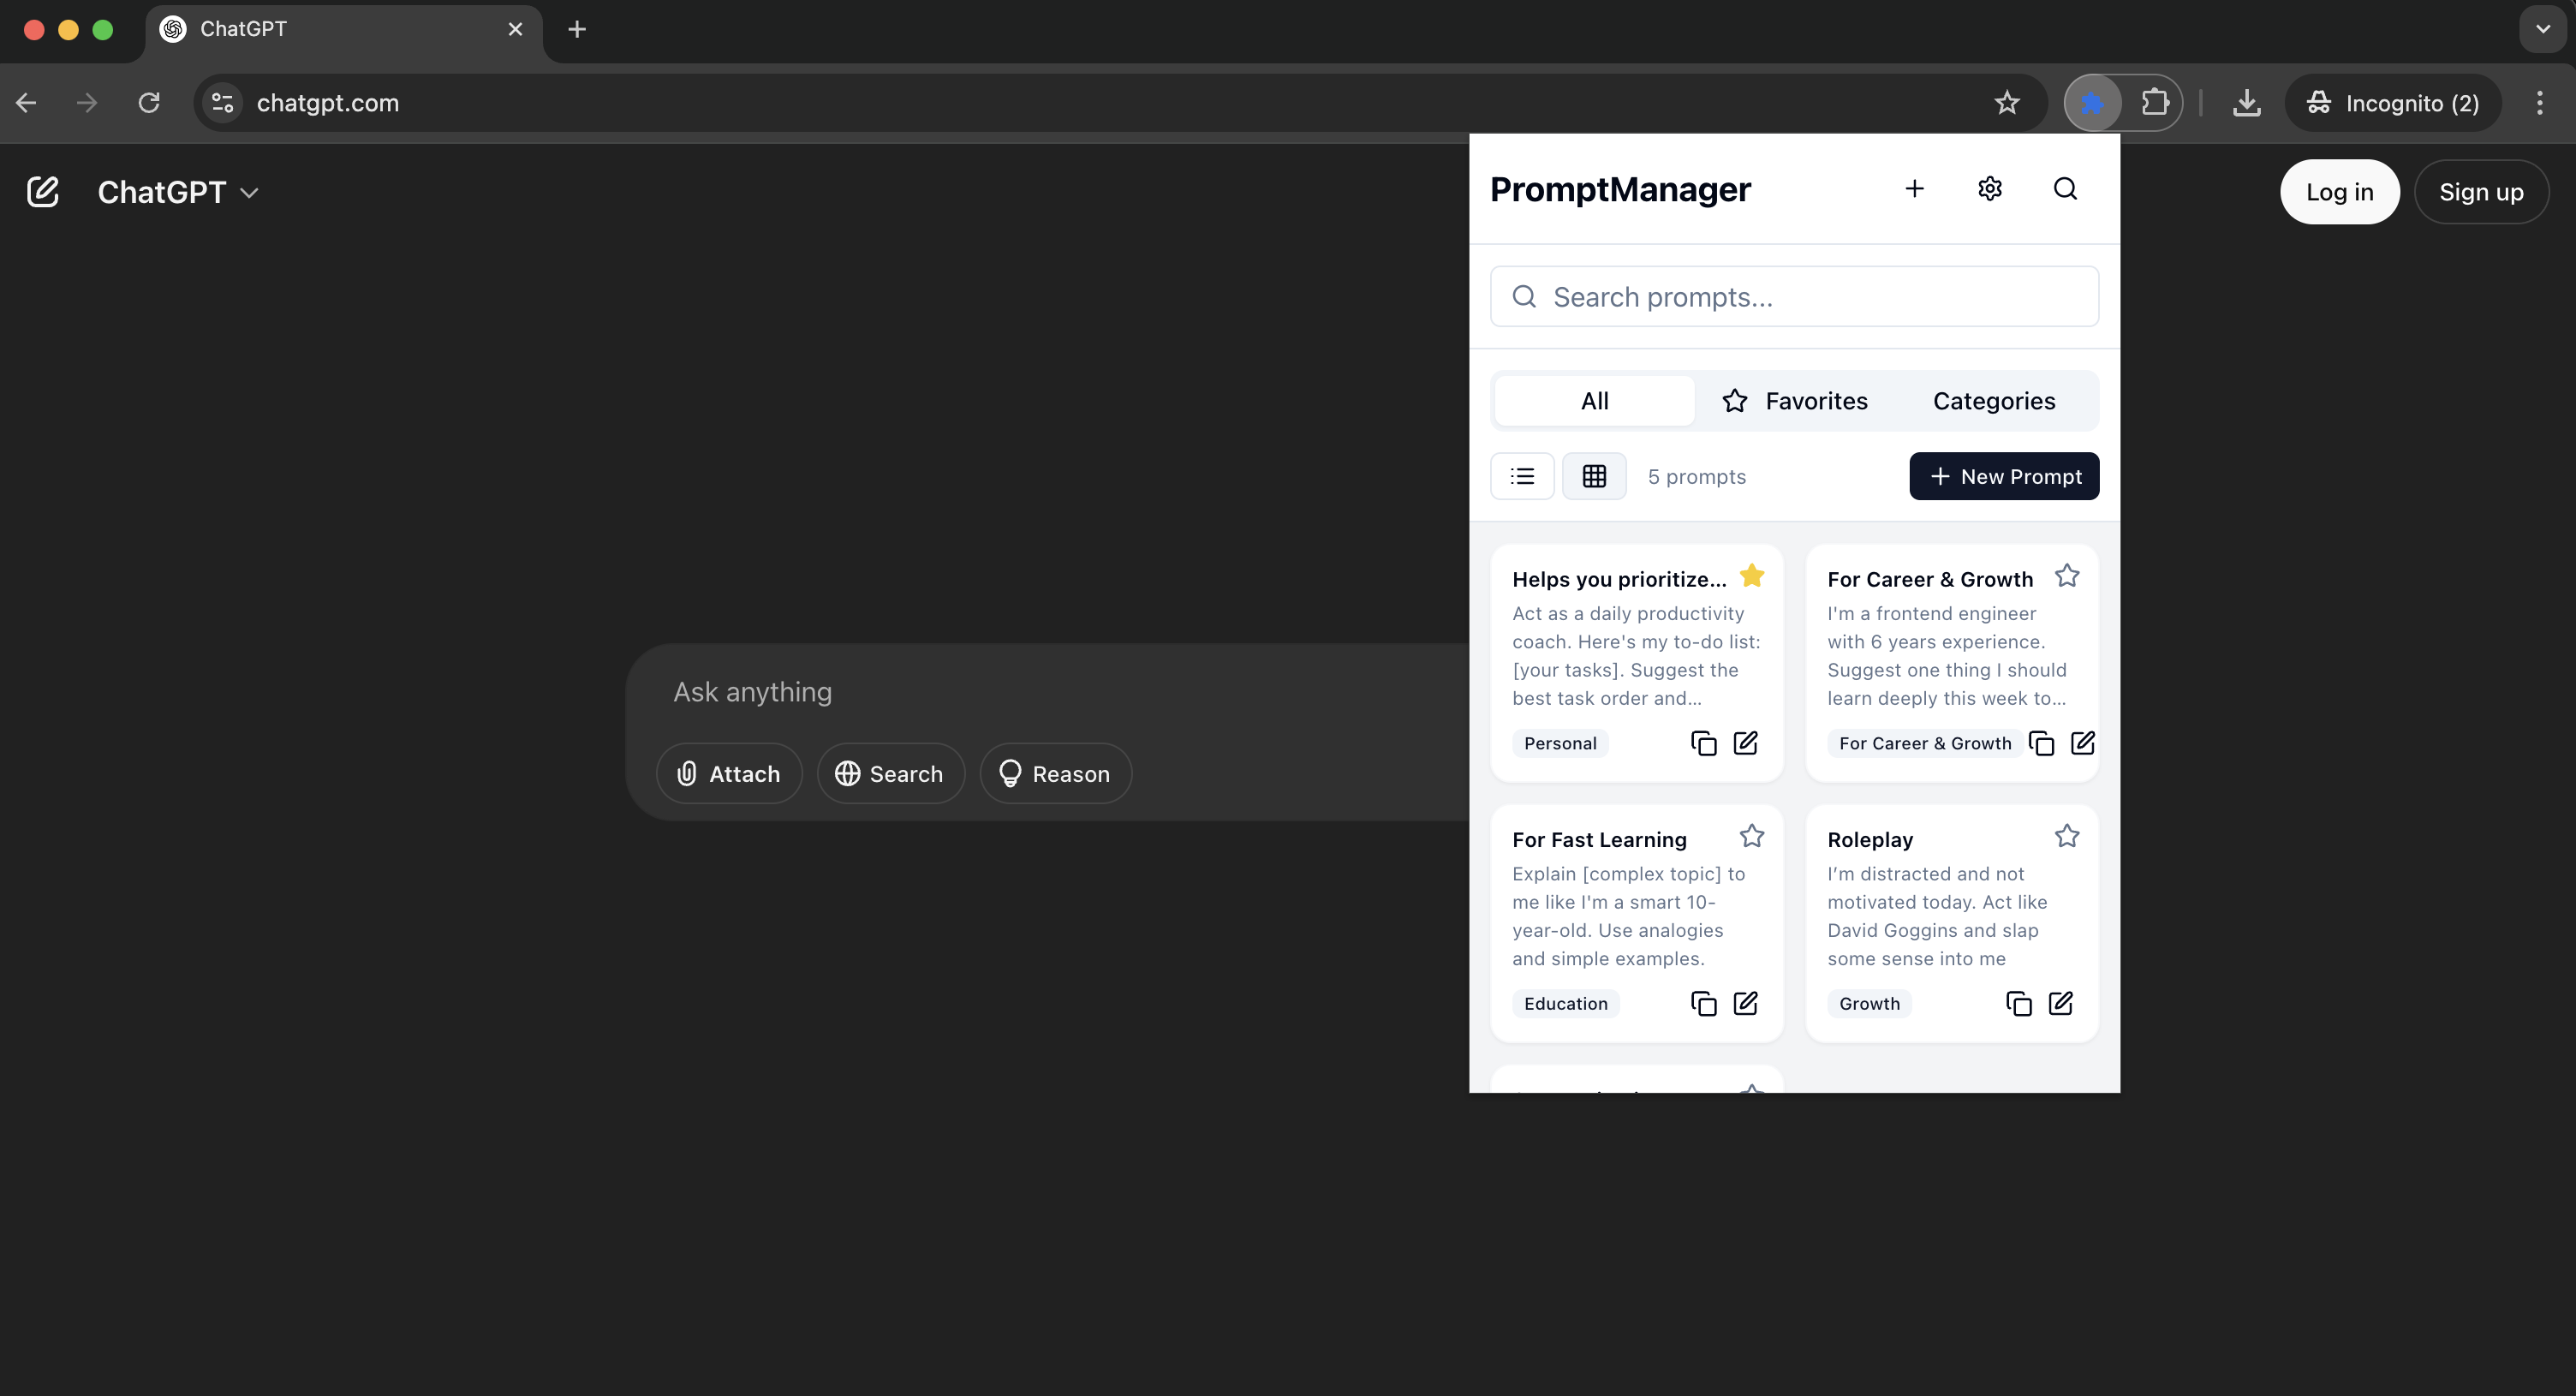 ChatGPT
chatgpt.com
Incognito (2)
ChatGPT
Log in
Sign up
Ask anything
Attach
Search
Reason
PromptManager
Search prompts...
All
Favorites
Categories
5 prompts
New Prompt
Helps you prioritize...
Act as a daily productivity
coach. Here's my to-do list:
[your tasks]. Suggest the
best task order and...
Personal
For Career & Growth
I'm a frontend engineer
with 6 years experience.
Suggest one thing I should
learn deeply this week to...
For Career & Growth
For Fast Learning
Explain [complex topic] to
me like I'm a smart 10-
year-old. Use analogies
and simple examples.
Education
Roleplay
I’m distracted and not
motivated today. Act like
David Goggins and slap
some sense into me
Growth